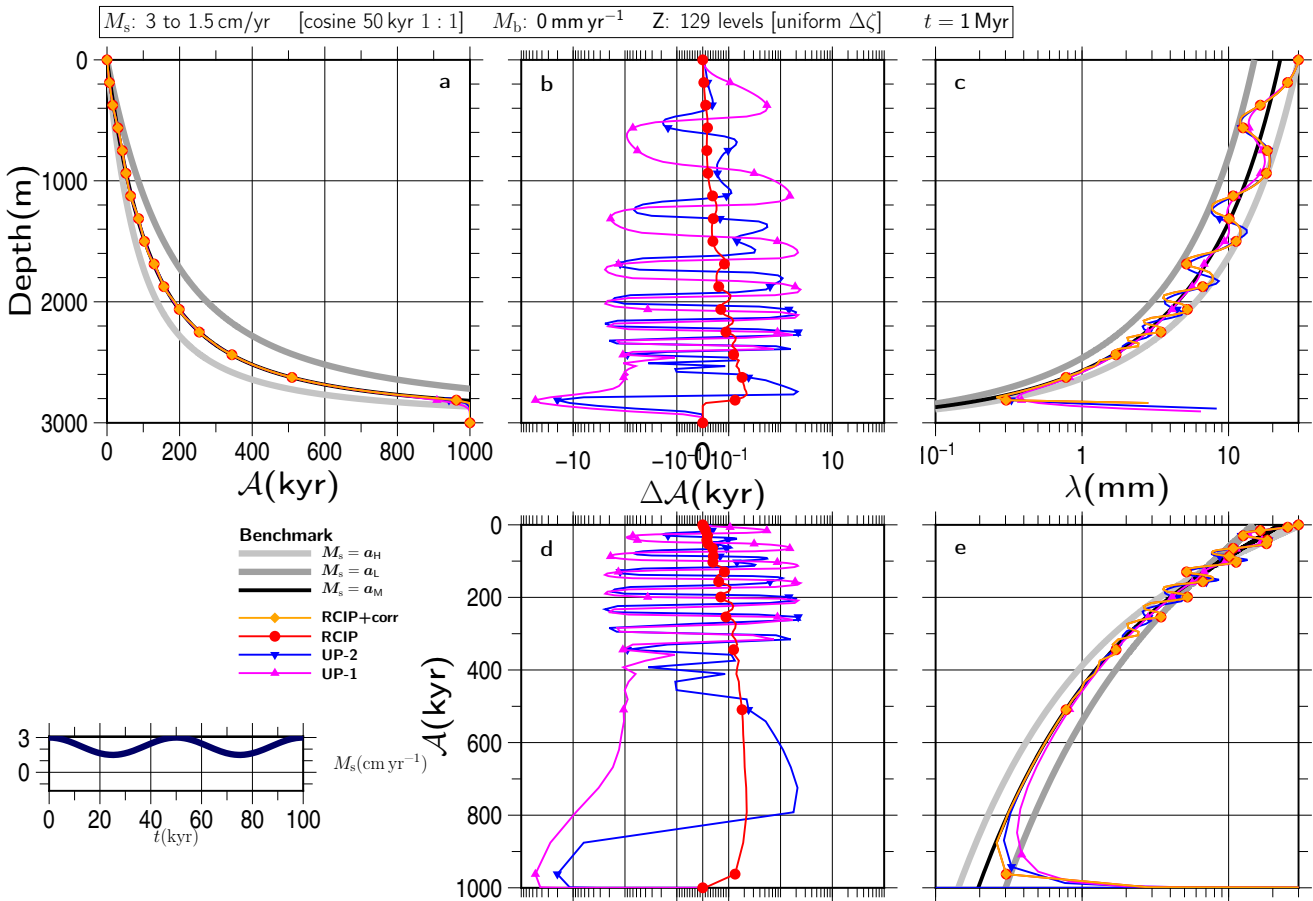 Mₛ: 3 to 1.5 cm/yr [cosine 50 kyr 1 : 1] M_b: 0 mm yr⁻¹ Z: 129 levels [uniform Δζ] t = 1 Myr
a
b
c
0
1000
2000
3000
Depth(m)
0 200 400 600 800 1000
𝒜(kyr)
−10 −10⁻¹ 0 10⁻¹ 10
Δ𝒜(kyr)
10⁻¹ 1 10
λ(mm)
Benchmark
Mₛ = a_H
Mₛ = a_L
Mₛ = a_M
RCIP+corr
RCIP
UP-2
UP-1
3
0
Mₛ(cm yr⁻¹)
0 20 40 60 80 100
t(kyr)
d
e
0
200
400
600
800
1000
𝒜(kyr)